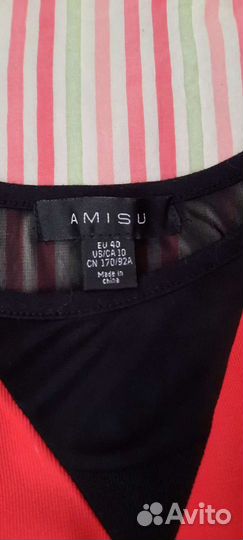 AMISU
EU 40
US/CA 10
CN 170/92A
Made in
China
Avito